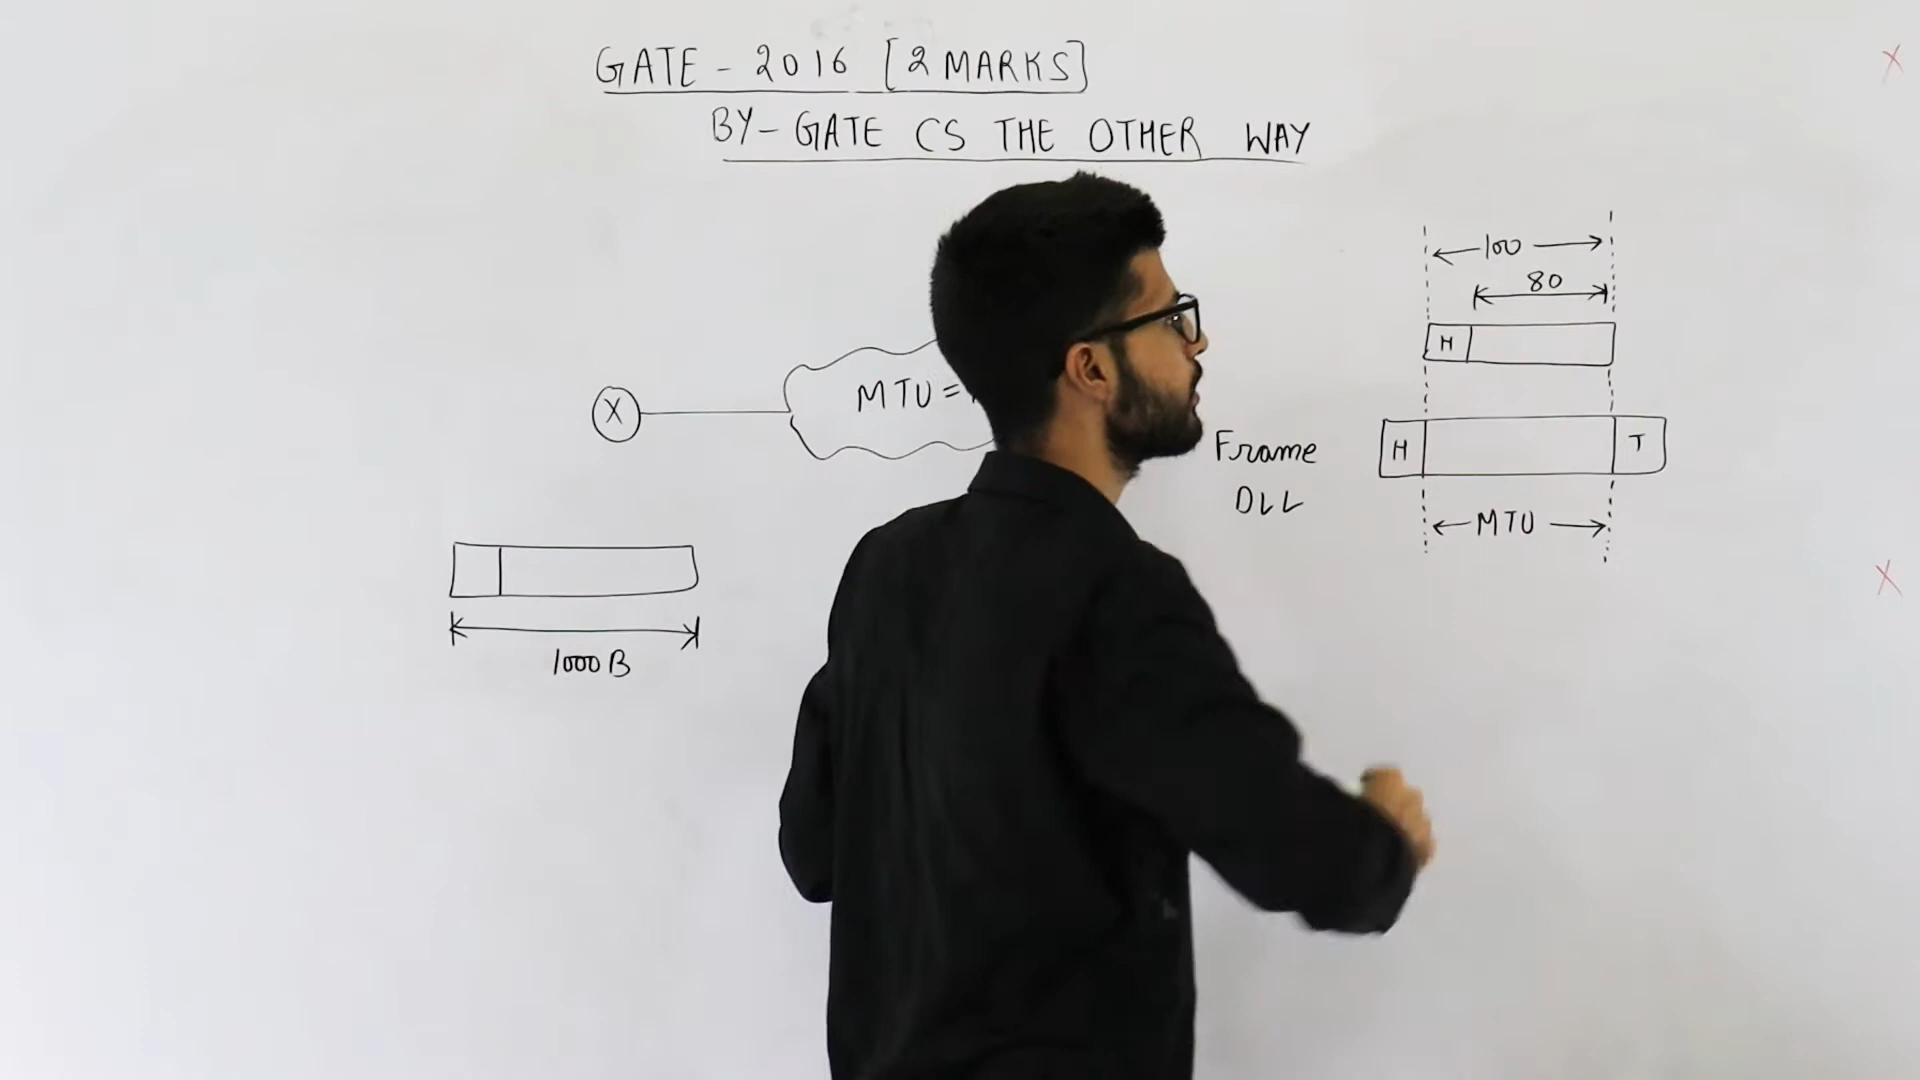 GATE - 2016 [2 MARKS]
BY - GATE CS THE OTHER WAY
X
MTU =
1000 B
Frame
DLL
100
80
H
H
T
MTU
X
X